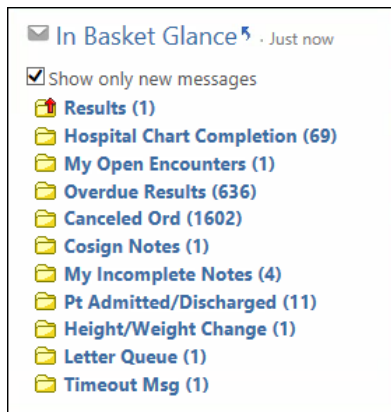 In Basket Glance · Just now
Show only new messages
Results (1)
Hospital Chart Completion (69)
My Open Encounters (1)
Overdue Results (636)
Canceled Ord (1602)
Cosign Notes (1)
My Incomplete Notes (4)
Pt Admitted/Discharged (11)
Height/Weight Change (1)
Letter Queue (1)
Timeout Msg (1)